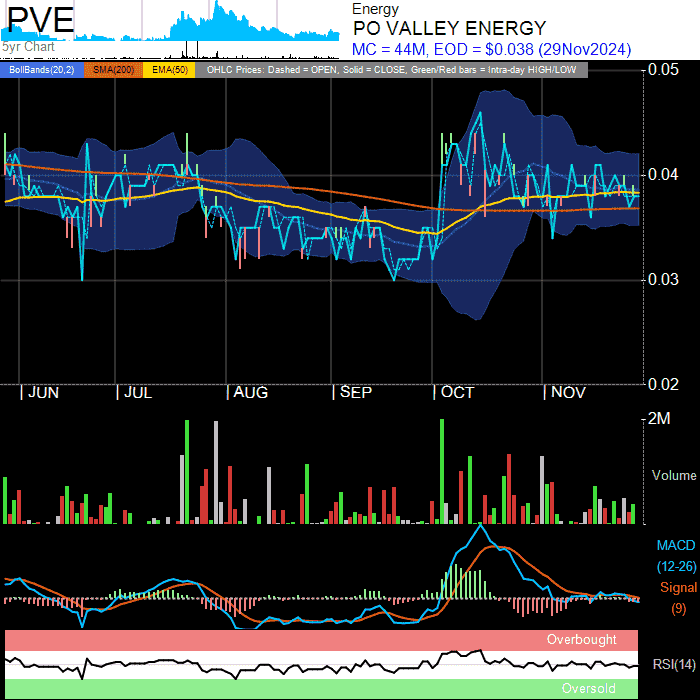 PVE
5yr Chart
Energy
PO VALLEY ENERGY
MC = 44M, EOD = $0.038 (29Nov2024)
BollBands(20,2) SMA(200) EMA(50) OHLC Prices: Dashed = OPEN, Solid = CLOSE, Green/Red bars = Intra-day HIGH/LOW
0.05
0.04
0.03
0.02
| JUN | JUL | AUG | SEP | OCT | NOV
2M
Volume
MACD
(12-26)
Signal
(9)
Overbought
RSI(14)
Oversold